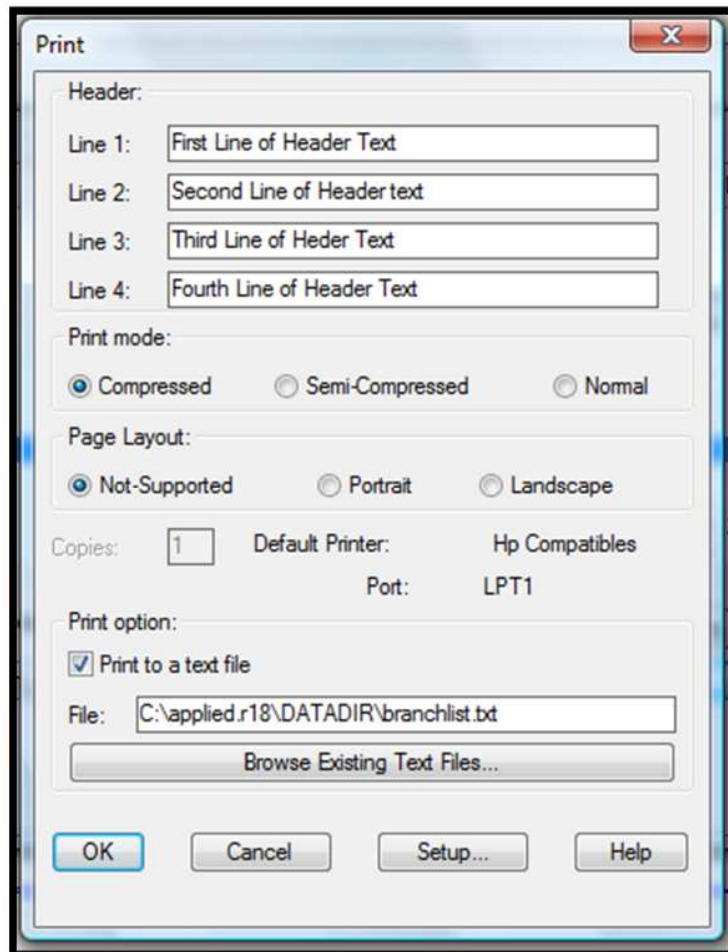 Print
Header:
Line 1: First Line of Header Text
Line 2: Second Line of Header text
Line 3: Third Line of Heder Text
Line 4: Fourth Line of Header Text
Print mode:
Compressed Semi-Compressed Normal
Page Layout:
Not-Supported Portrait Landscape
Copies: 1 Default Printer: Hp Compatibles
Port: LPT1
Print option:
Print to a text file
File: C:\applied.r18\DATADIR\branchlist.txt
Browse Existing Text Files...
OK Cancel Setup... Help